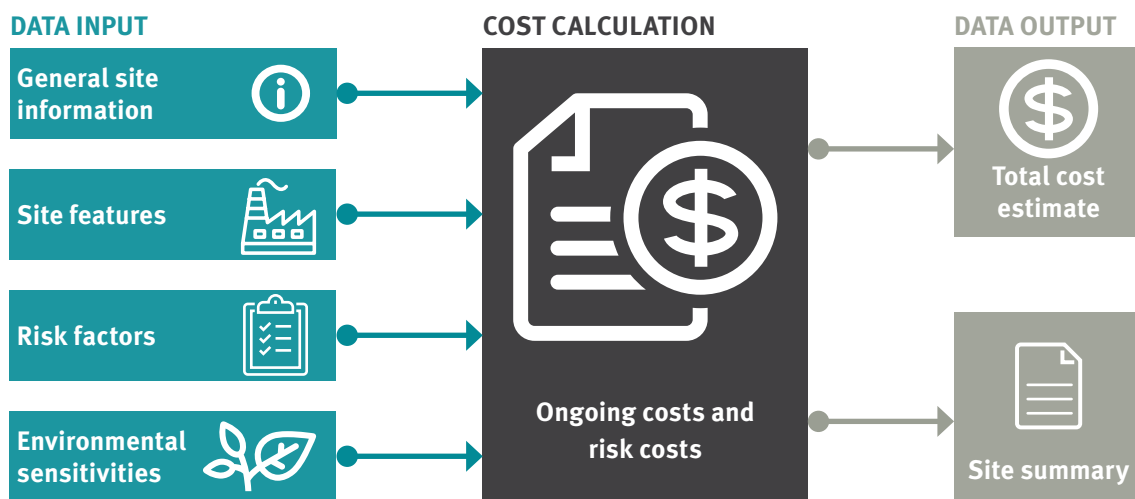 DATA INPUT
General site
information
Site features
Risk factors
Environmental
sensitivities
COST CALCULATION
$
Ongoing costs and
risk costs
DATA OUTPUT
$
Total cost
estimate
Site summary